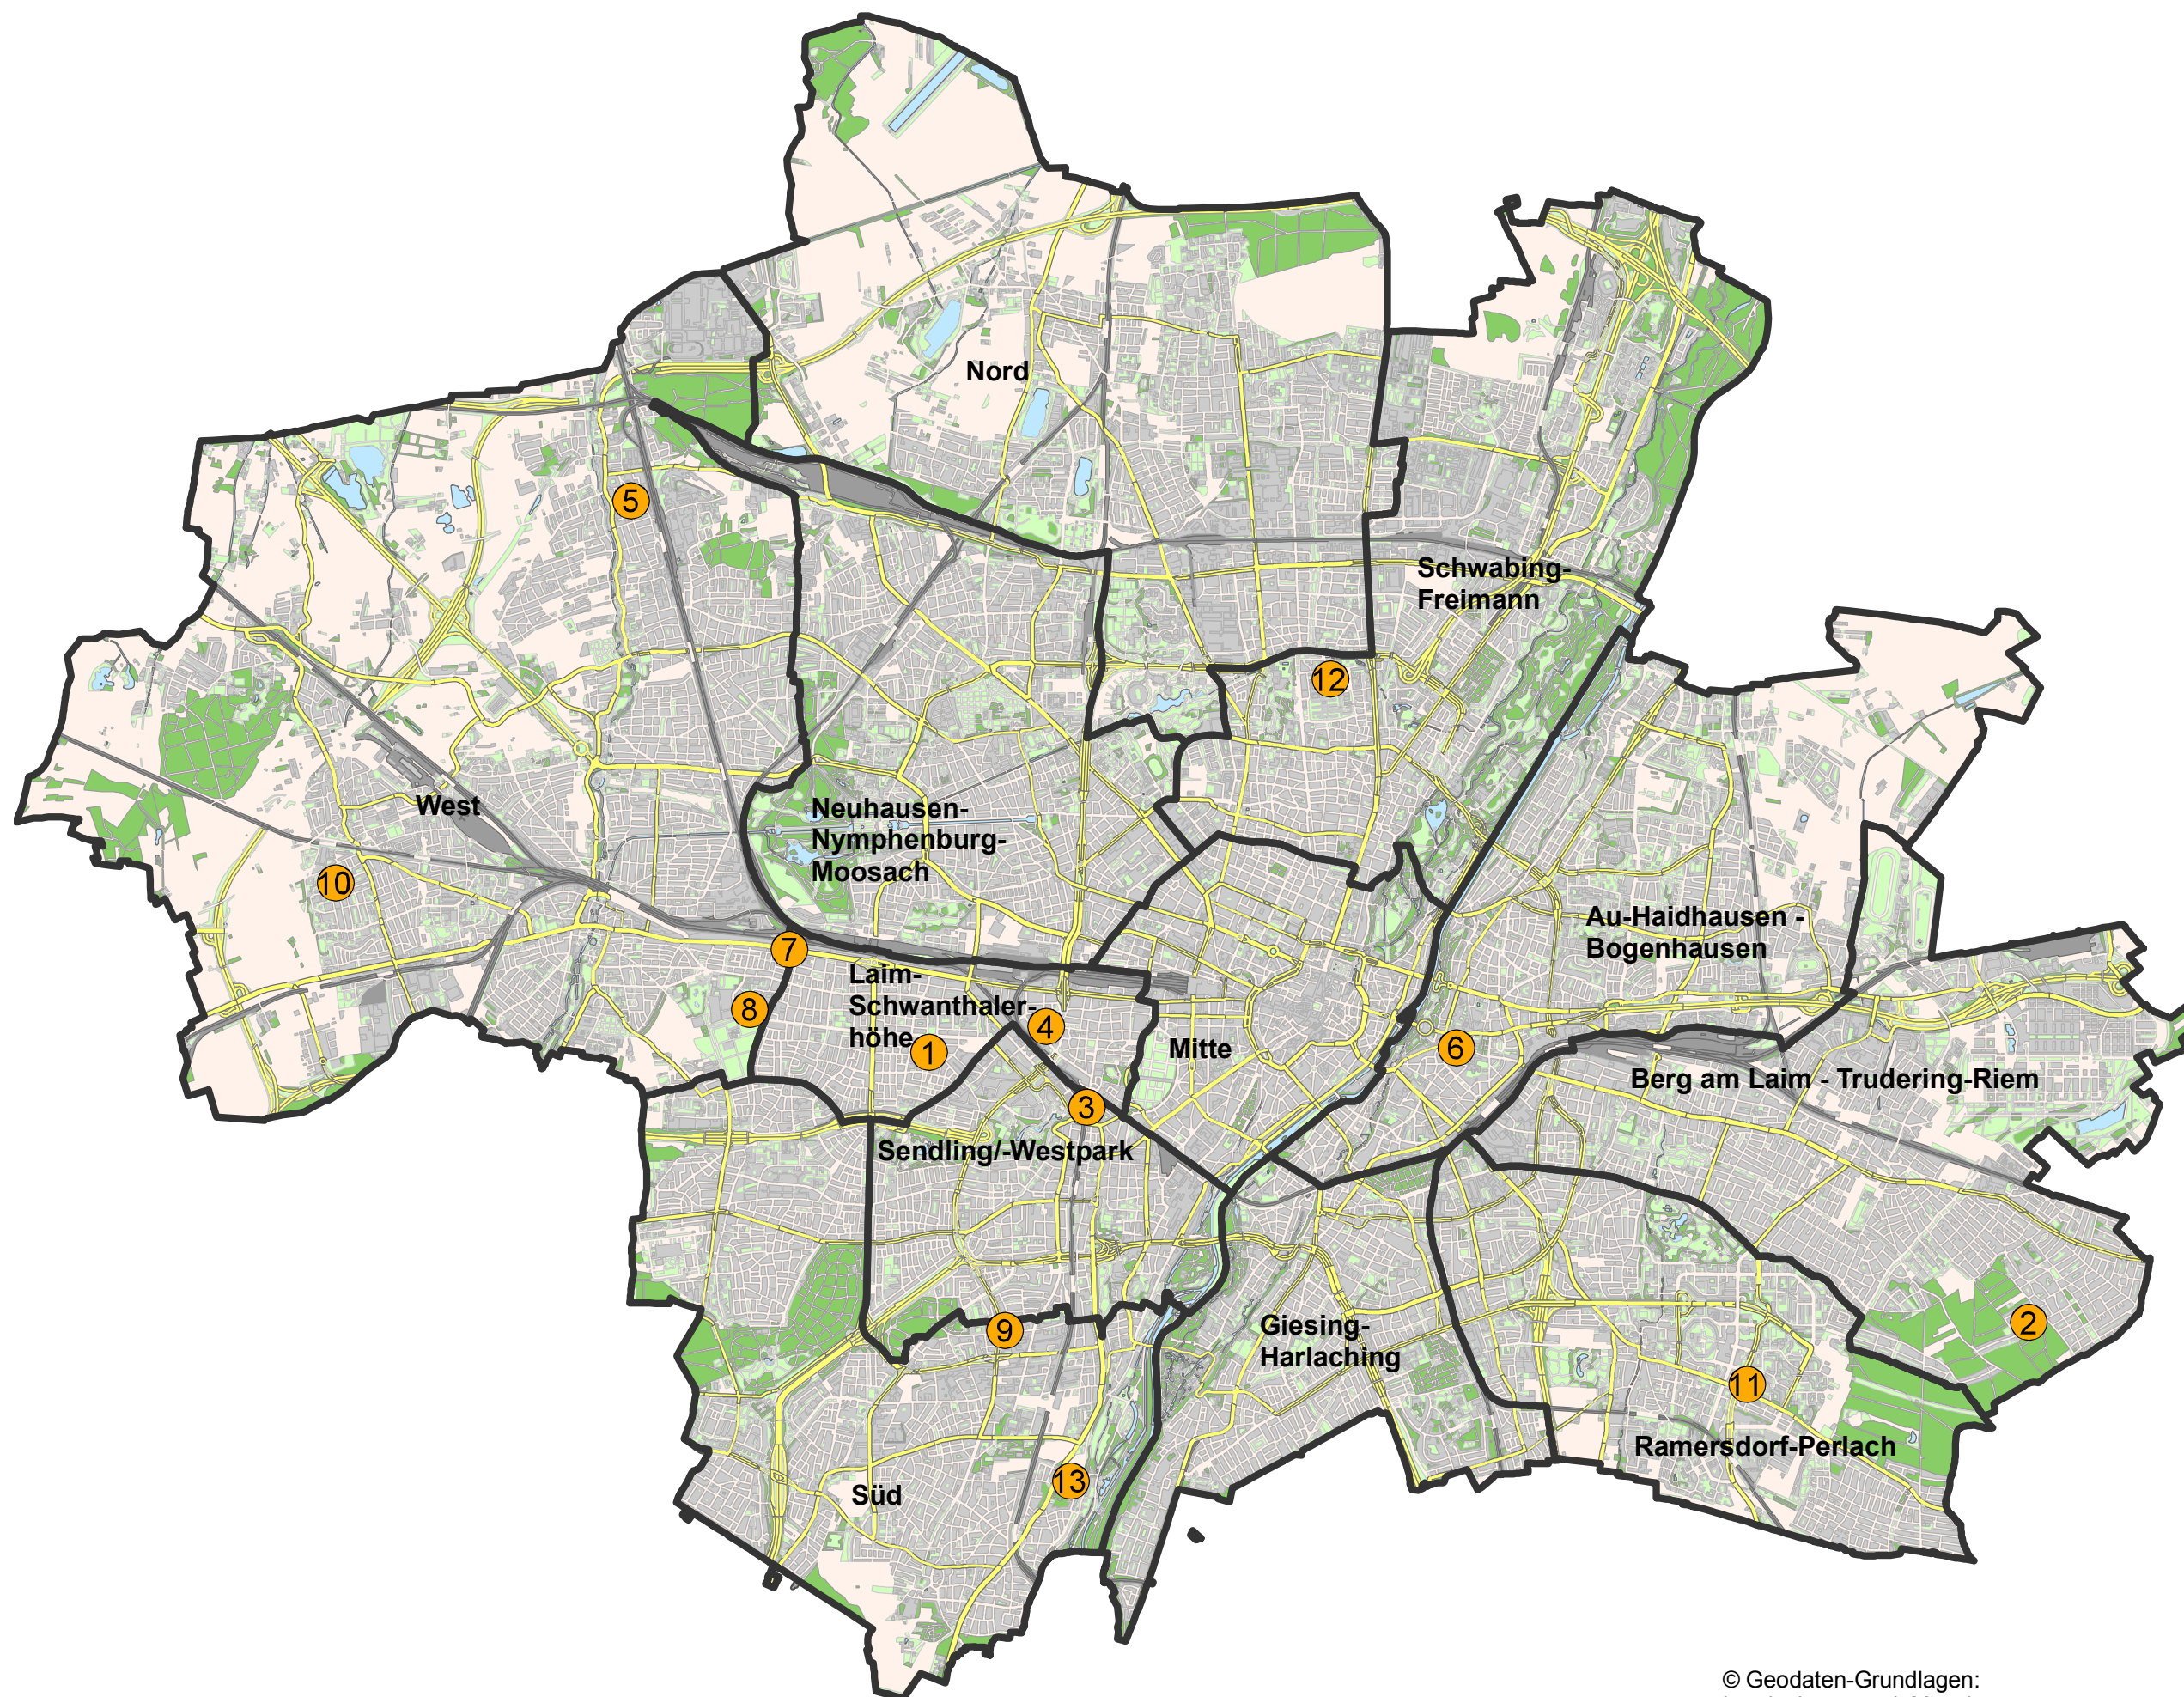 Nord
5
Schwabing-
Freimann
12
West
Neuhausen-
Nymphenburg-
Moosach
10
Au-Haidhausen -
Bogenhausen
7
Laim-
Schwanthaler-
höhe
8
4
1
Mitte
6
Berg am Laim - Trudering-Riem
3
Sendling/-Westpark
9
Giesing-
Harlaching
2
11
Ramersdorf-Perlach
13
Süd
© Geodaten-Grundlagen: